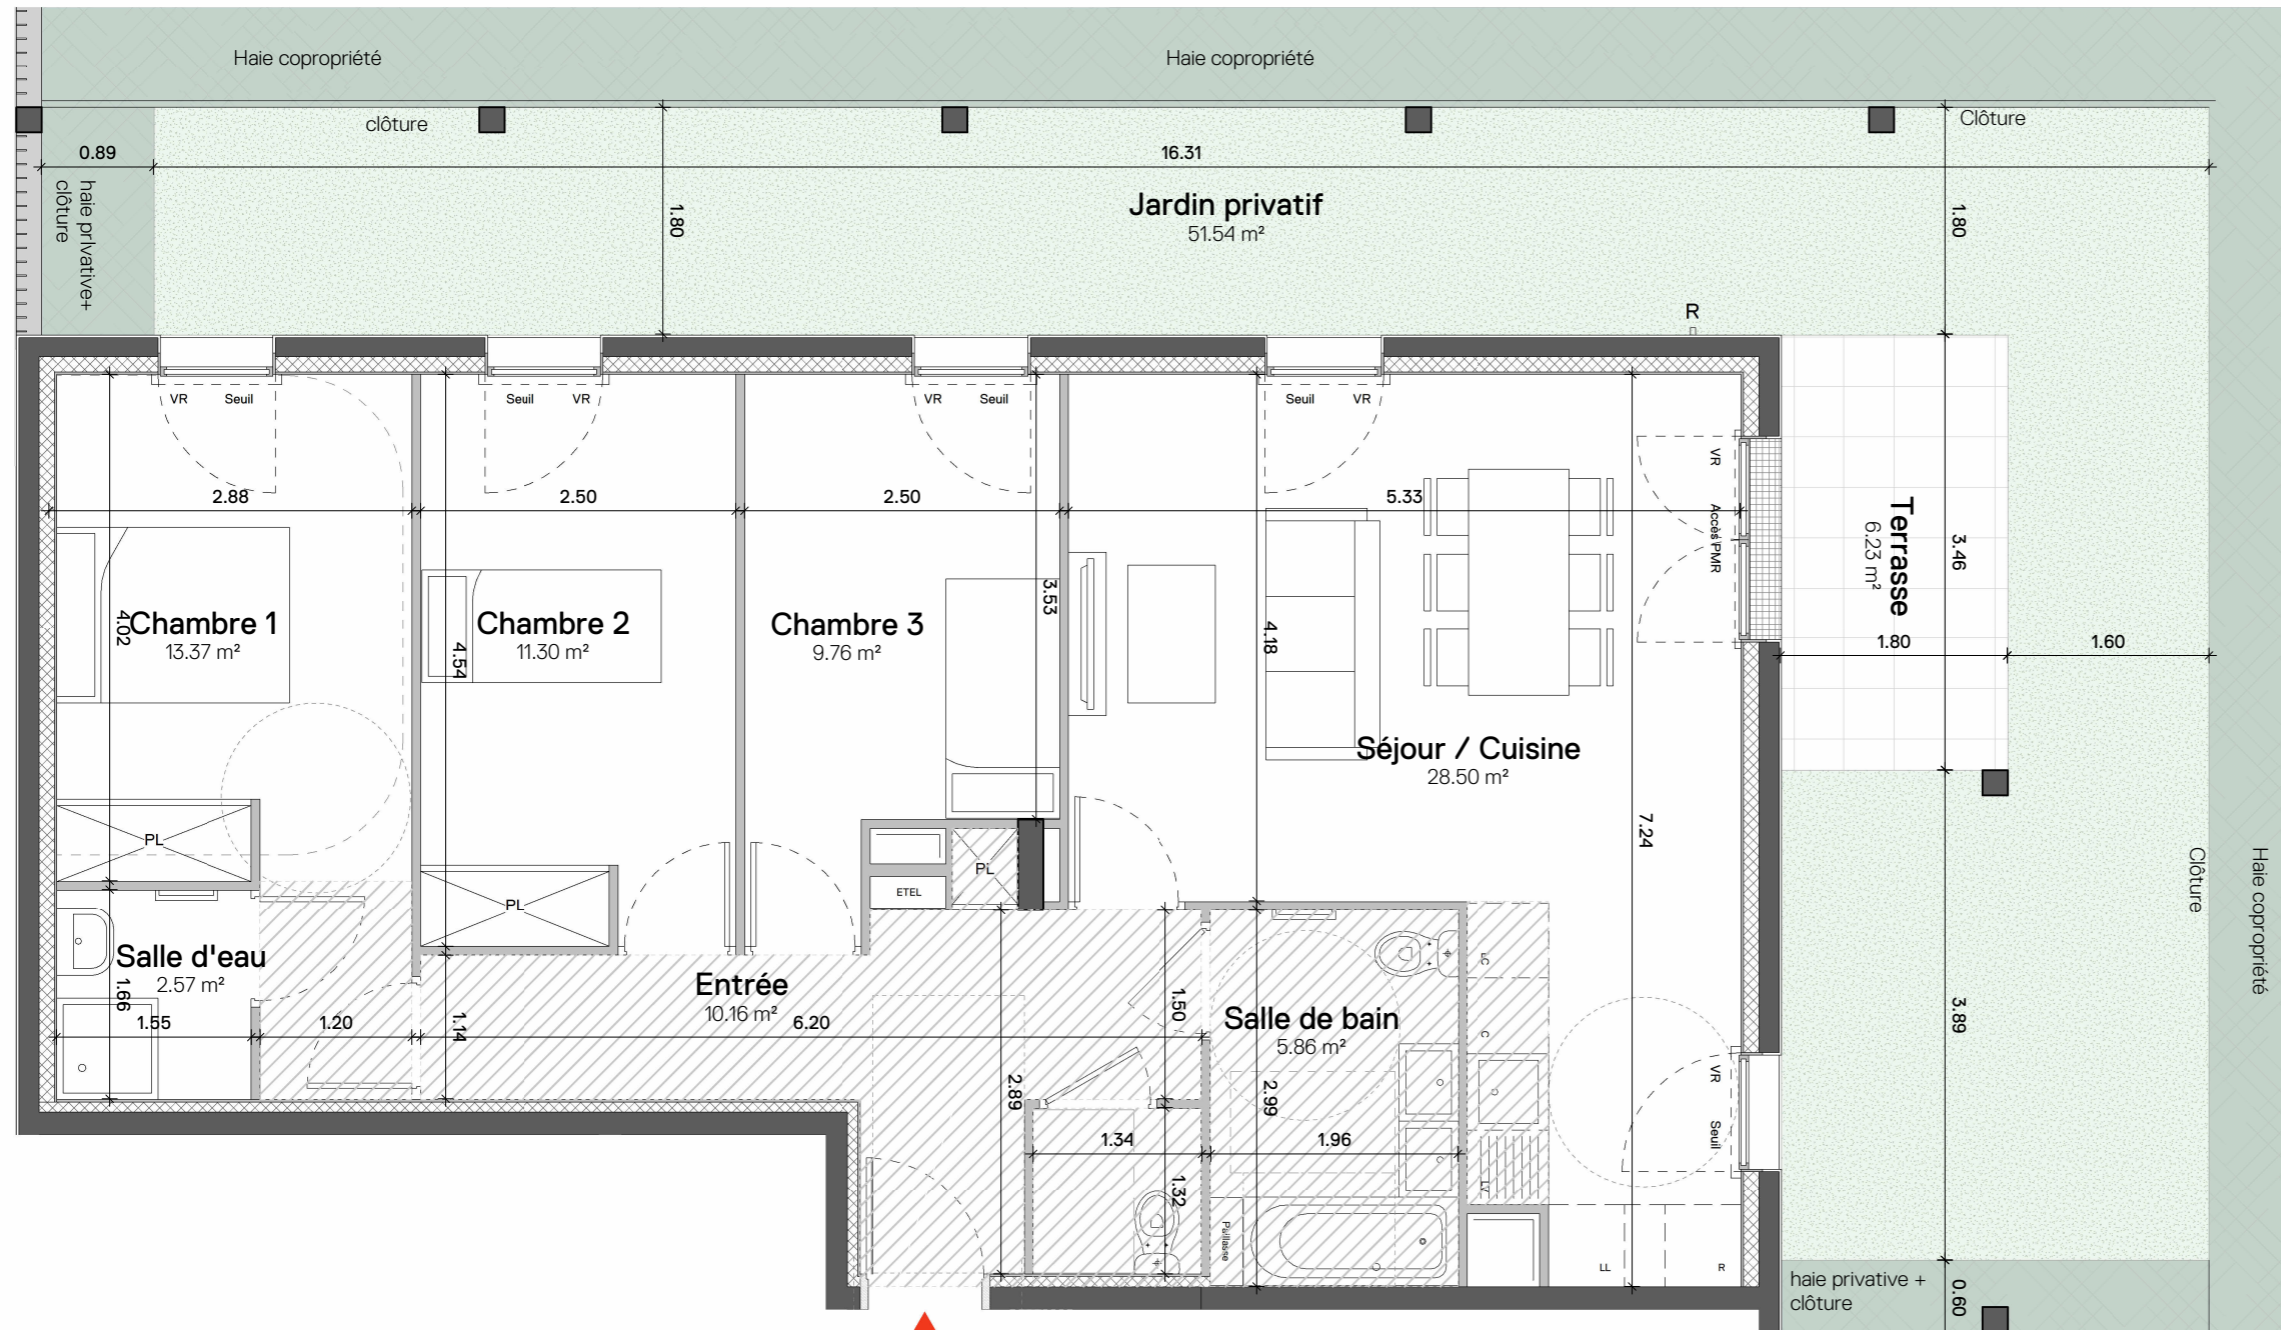 Haie copropriété
Haie copropriété
clôture
Clôture
0.89
16.31
haie privative+
clôture
1.80
Jardin privatif
51.54 m²
1.80
R
VR
Seuil
Seuil
VR
VR
Seuil
Seuil
VR
VR
2.88
2.50
2.50
5.33
Accès PMR
Terrasse
6.23 m²
3.46
3.53
Chambre 1
13.37 m²
4.02
Chambre 2
11.30 m²
4.54
Chambre 3
9.76 m²
4.18
1.80
1.60
Séjour / Cuisine
28.50 m²
7.24
PL
PL
PL
ETEL
Clôture
Haie copropriété
Salle d'eau
2.57 m²
1.66
1.55
1.20
Entrée
10.16 m²
6.20
1.14
1.50
Salle de bain
5.86 m²
LC
C
LV
3.89
2.89
2.99
VR
Seuil
1.34
1.96
1.32
Paillasse
LL
R
haie privative +
clôture
0.60